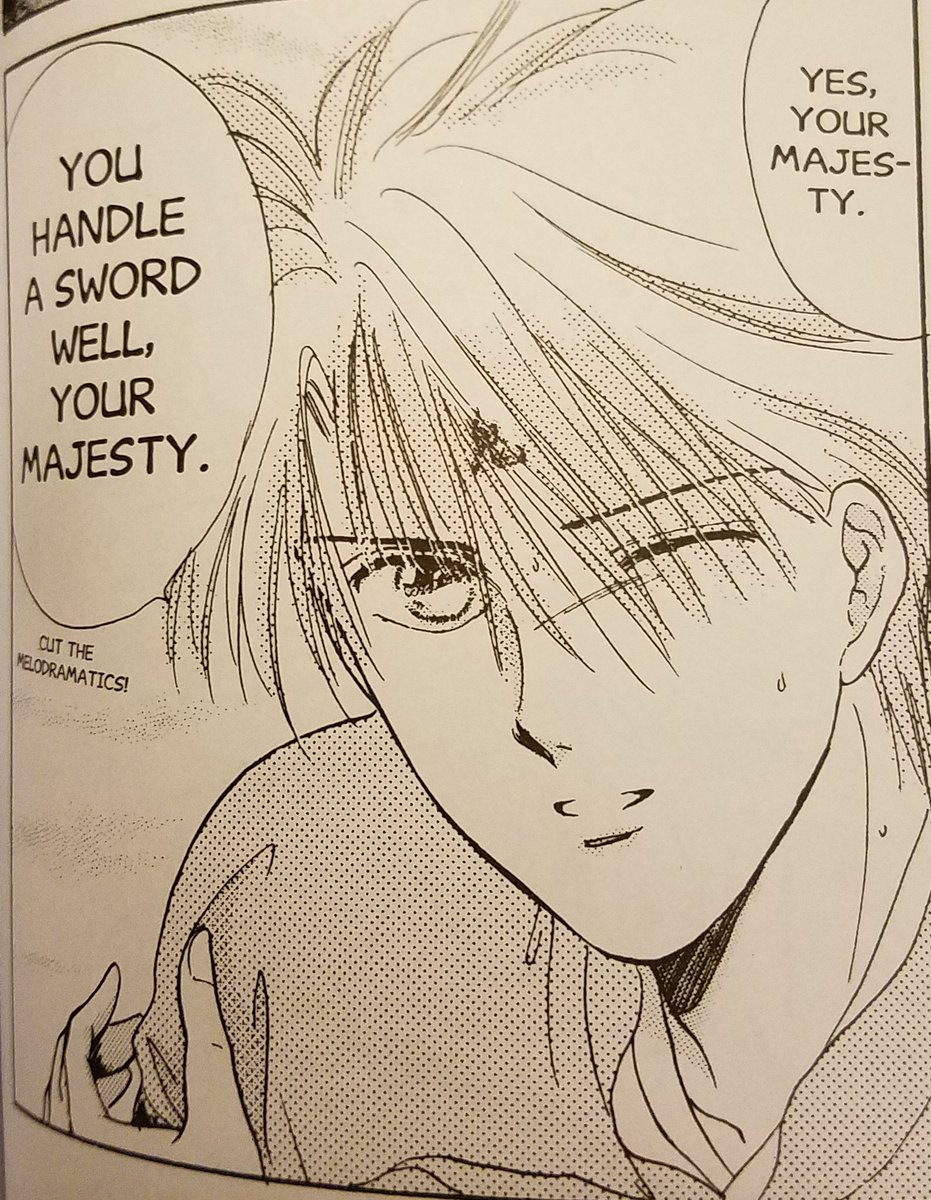 YES,
YOUR
MAJES-
TY.
YOU
HANDLE
A SWORD
WELL,
YOUR
MAJESTY.
CUT THE
MELODRAMATICS!